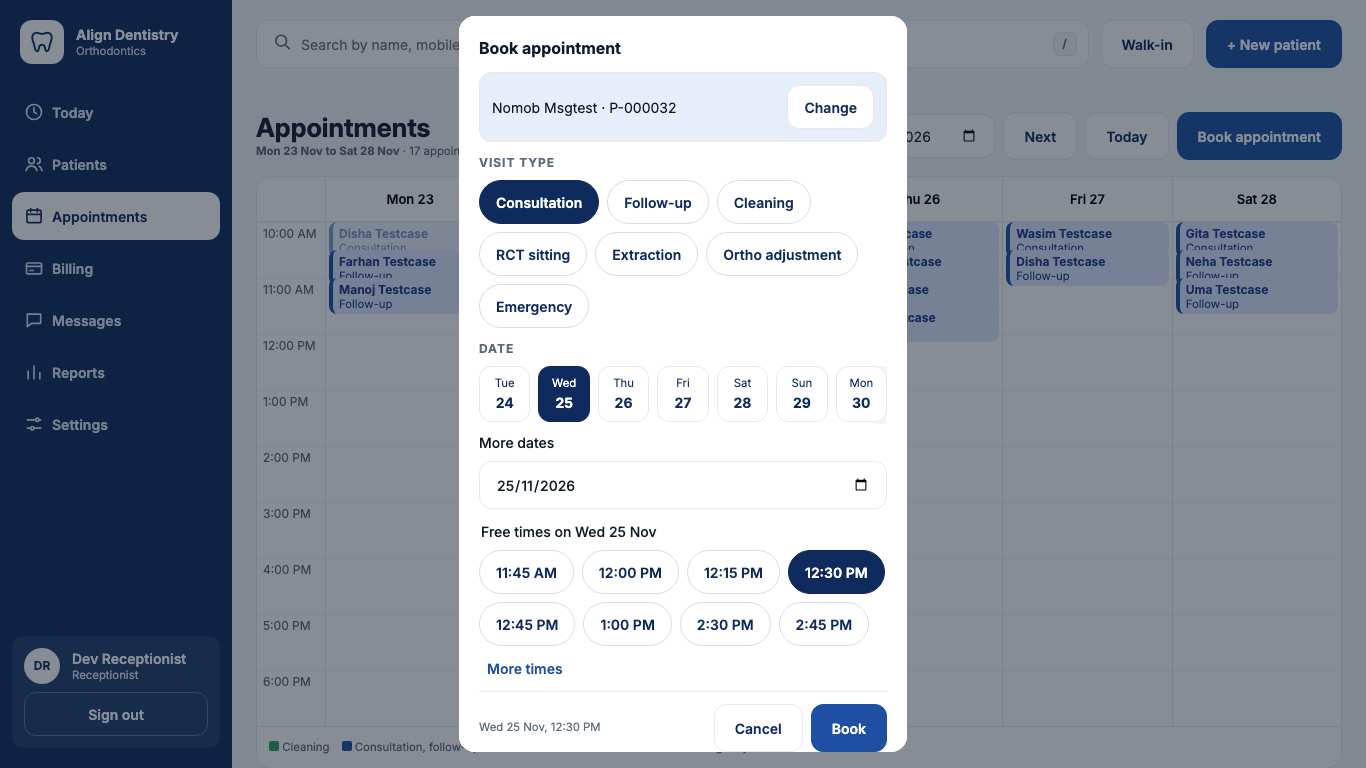 Align Dentistry
Orthodontics
Today
Patients
Appointments
Billing
Messages
Reports
Settings
DR
Dev Receptionist
Receptionist
Sign out
Search by name, mobile
/
Walk-in
+ New patient
Appointments
Mon 23 Nov to Sat 28 Nov · 17 appoin
026
Next
Today
Book appointment
Mon 23
hu 26
Fri 27
Sat 28
10:00 AM
11:00 AM
12:00 PM
1:00 PM
2:00 PM
3:00 PM
4:00 PM
5:00 PM
6:00 PM
Disha Testcase
Consultation
Farhan Testcase
Follow-up
Manoj Testcase
Follow-up
case
stcase
ase
case
Wasim Testcase
Consultation
Disha Testcase
Follow-up
Gita Testcase
Consultation
Neha Testcase
Follow-up
Uma Testcase
Follow-up
Cleaning
Consultation, follow-
Book appointment
Nomob Msgtest · P-000032
Change
VISIT TYPE
Consultation
Follow-up
Cleaning
RCT sitting
Extraction
Ortho adjustment
Emergency
DATE
Tue
24
Wed
25
Thu
26
Fri
27
Sat
28
Sun
29
Mon
30
More dates
25/11/2026
Free times on Wed 25 Nov
11:45 AM
12:00 PM
12:15 PM
12:30 PM
12:45 PM
1:00 PM
2:30 PM
2:45 PM
More times
Wed 25 Nov, 12:30 PM
Cancel
Book